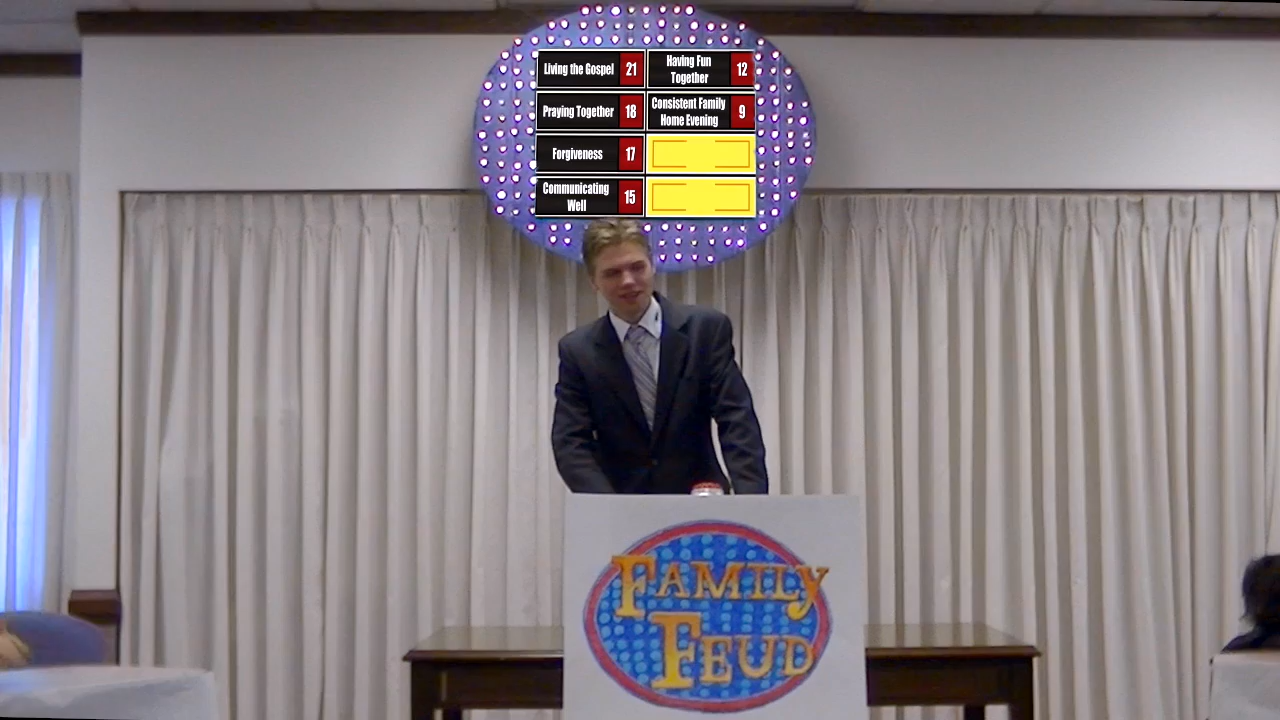 Living the Gospel 21
Having Fun
Together 12
Praying Together 18
Consistent Family
Home Evening 9
Forgiveness 17
Communicating
Well 15
FAMILY
FEUD